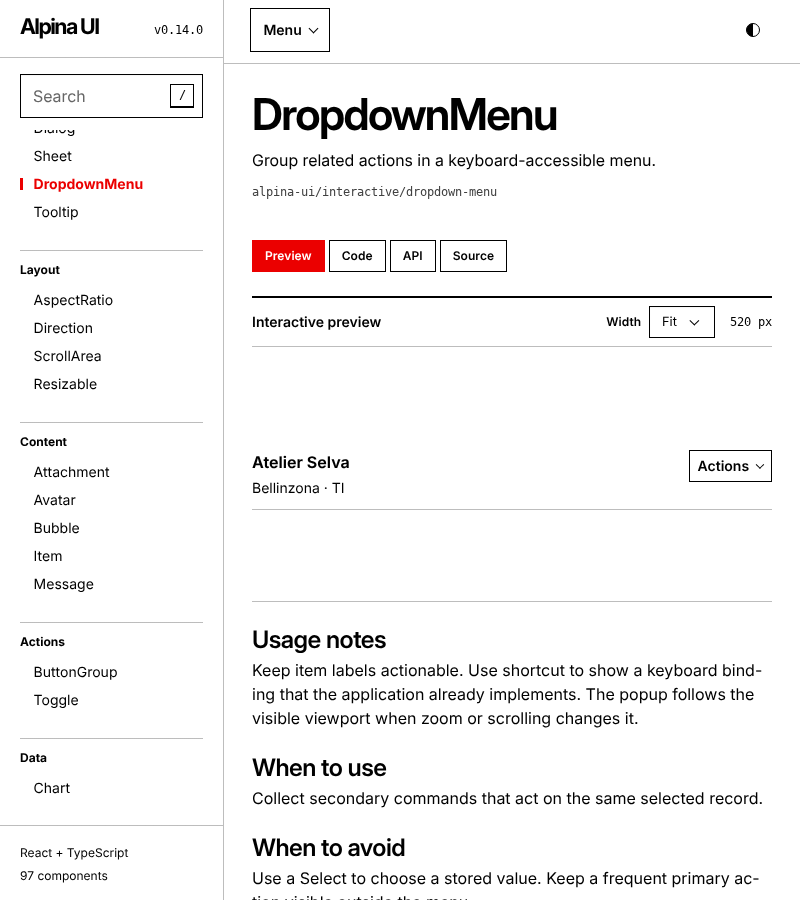 Alpina UI
v0.14.0
Search
/
Dialog
Sheet
DropdownMenu
Tooltip
Layout
AspectRatio
Direction
ScrollArea
Resizable
Content
Attachment
Avatar
Bubble
Item
Message
Actions
ButtonGroup
Toggle
Data
Chart
React + TypeScript
97 components
Menu
DropdownMenu
Group related actions in a keyboard-accessible menu.
alpina-ui/interactive/dropdown-menu
Preview
Code
API
Source
Interactive preview
Width
Fit
520 px
Atelier Selva
Bellinzona · TI
Actions
Usage notes
Keep item labels actionable. Use shortcut to show a keyboard bind-
ing that the application already implements. The popup follows the
visible viewport when zoom or scrolling changes it.
When to use
Collect secondary commands that act on the same selected record.
When to avoid
Use a Select to choose a stored value. Keep a frequent primary ac-
tion visible outside the menu.